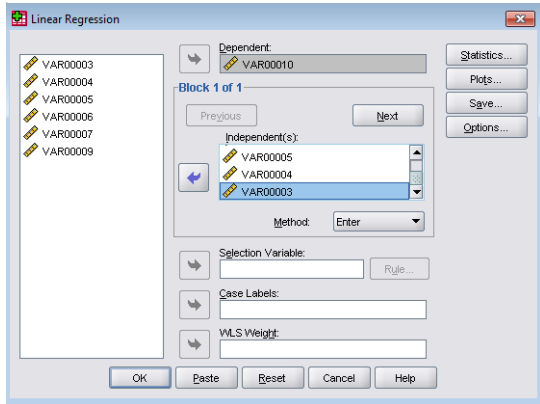 Linear Regression
VAR00003
VAR00004
VAR00005
VAR00006
VAR00007
VAR00009
Dependent:
VAR00010
Block 1 of 1
Previous
Next
Independent(s):
VAR00005
VAR00004
VAR00003
Method:
Enter
Selection Variable:
Rule...
Case Labels:
WLS Weight:
Statistics...
Plots...
Save...
Options...
OK
Paste
Reset
Cancel
Help